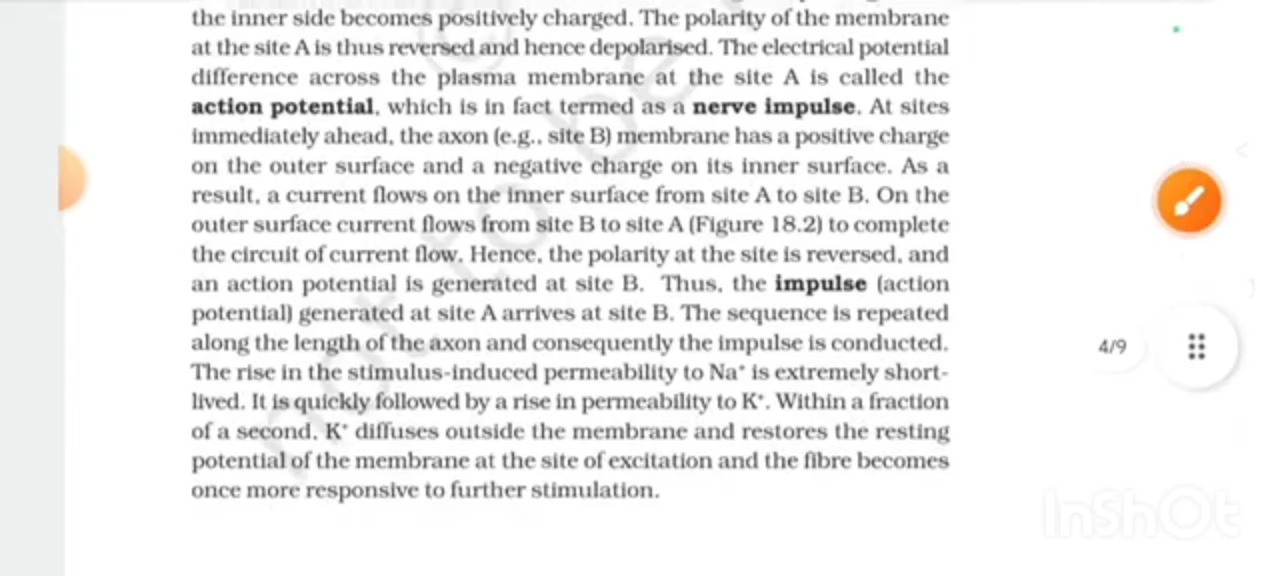 the inner side becomes positively charged. The polarity of the membrane
at the site A is thus reversed and hence depolarised. The electrical potential
difference across the plasma membrane at the site A is called the
action potential, which is in fact termed as a nerve impulse. At sites
immediately ahead, the axon (e.g., site B) membrane has a positive charge
on the outer surface and a negative charge on its inner surface. As a
result, a current flows on the inner surface from site A to site B. On the
outer surface current flows from site B to site A (Figure 18.2) to complete
the circuit of current flow. Hence, the polarity at the site is reversed, and
an action potential is generated at site B. Thus, the impulse (action
potential) generated at site A arrives at site B. The sequence is repeated
along the length of the axon and consequently the impulse is conducted.
4/9
The rise in the stimulus-induced permeability to Na⁺ is extremely short-
lived. It is quickly followed by a rise in permeability to K⁺. Within a fraction
of a second, K⁺ diffuses outside the membrane and restores the resting
potential of the membrane at the site of excitation and the fibre becomes
once more responsive to further stimulation.
not to be
InShOt